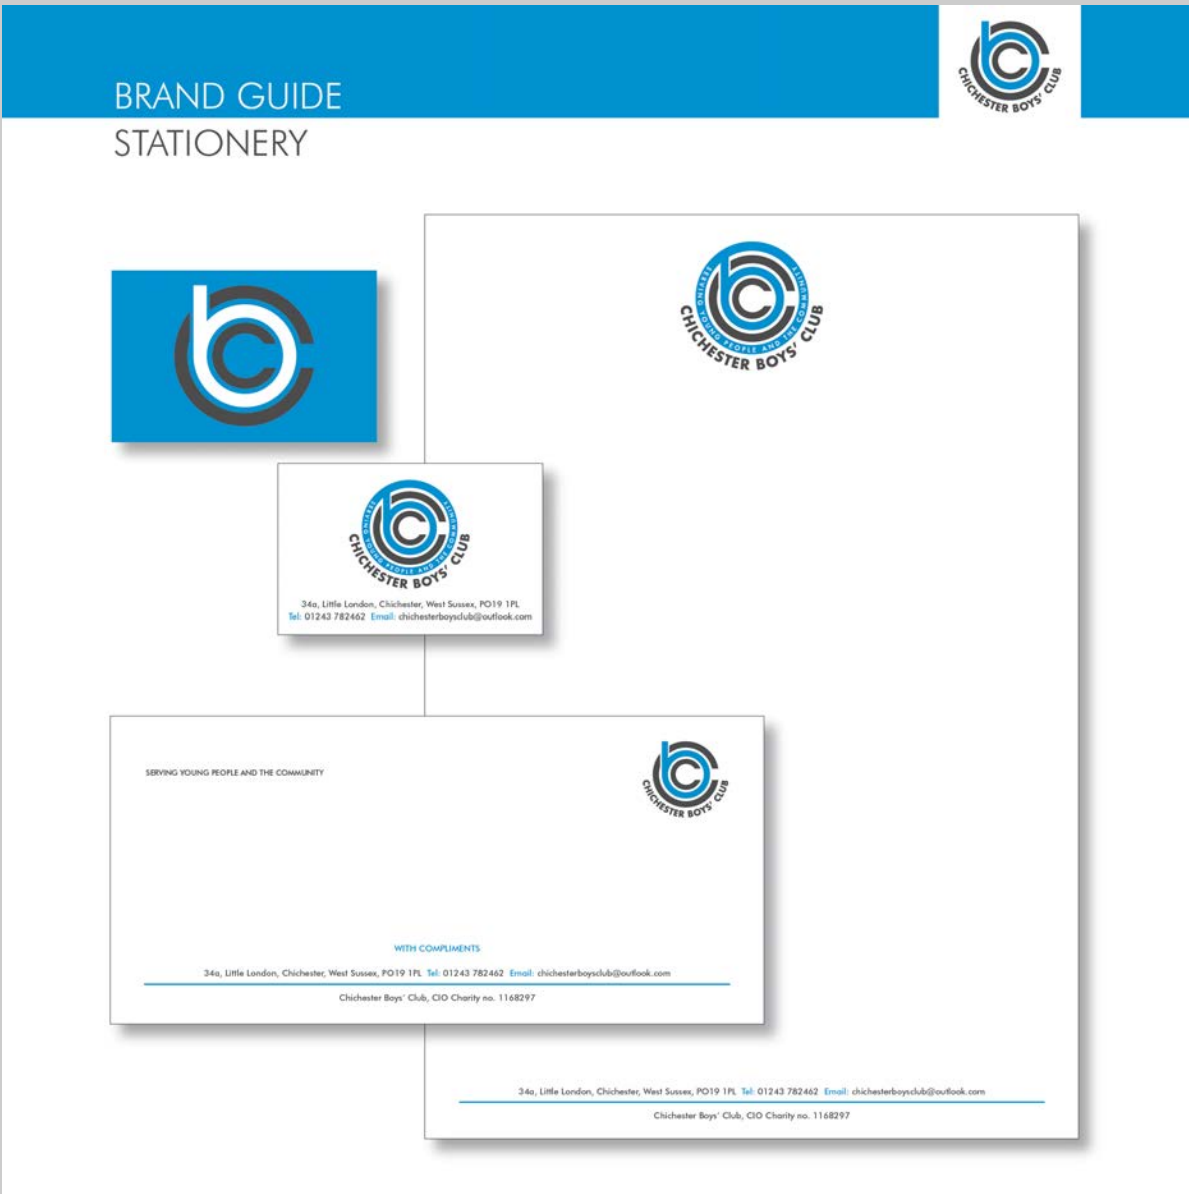 BRAND GUIDE
CHICHESTER BOYS' CLUB
STATIONERY
SERVING YOUNG PEOPLE AND THE COMMUNITY
CHICHESTER BOYS' CLUB
bc
SERVING YOUNG PEOPLE AND THE COMMUNITY
CHICHESTER BOYS' CLUB
34a, Little London, Chichester, West Sussex, PO19 1PL
Tel: 01243 782462 Email: chichesterboysclub@outlook.com
SERVING YOUNG PEOPLE AND THE COMMUNITY
CHICHESTER BOYS' CLUB
WITH COMPLIMENTS
34a, Little London, Chichester, West Sussex, PO19 1PL Tel: 01243 782462 Email: chichesterboysclub@outlook.com
Chichester Boys' Club, CIO Charity no. 1168297
34a, Little London, Chichester, West Sussex, PO19 1PL Tel: 01243 782462 Email: chichesterboysclub@outlook.com
Chichester Boys' Club, CIO Charity no. 1168297